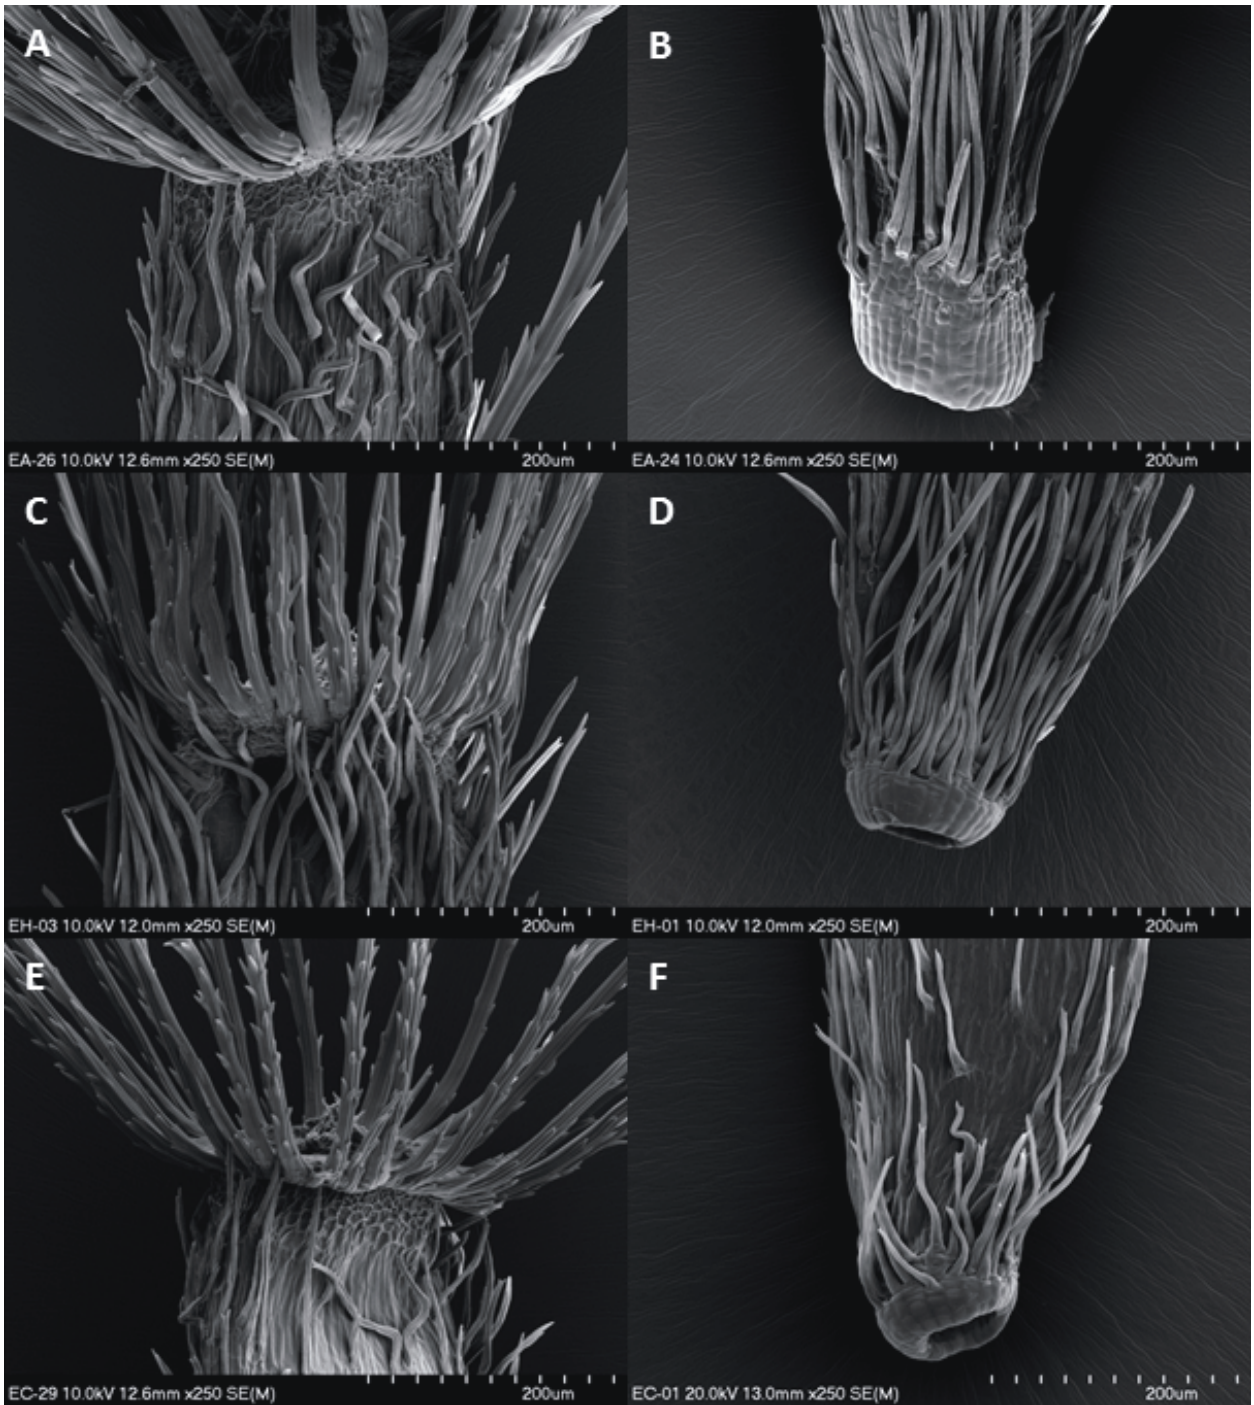 A
B
EA-26 10.0kV 12.6mm x250 SE(M)
200um
EA-24 10.0kV 12.6mm x250 SE(M)
200um
C
D
EH-03 10.0kV 12.0mm x250 SE(M)
200um
EH-01 10.0kV 12.0mm x250 SE(M)
200um
E
F
EC-29 10.0kV 12.6mm x250 SE(M)
200um
EC-01 20.0kV 13.0mm x250 SE(M)
200um